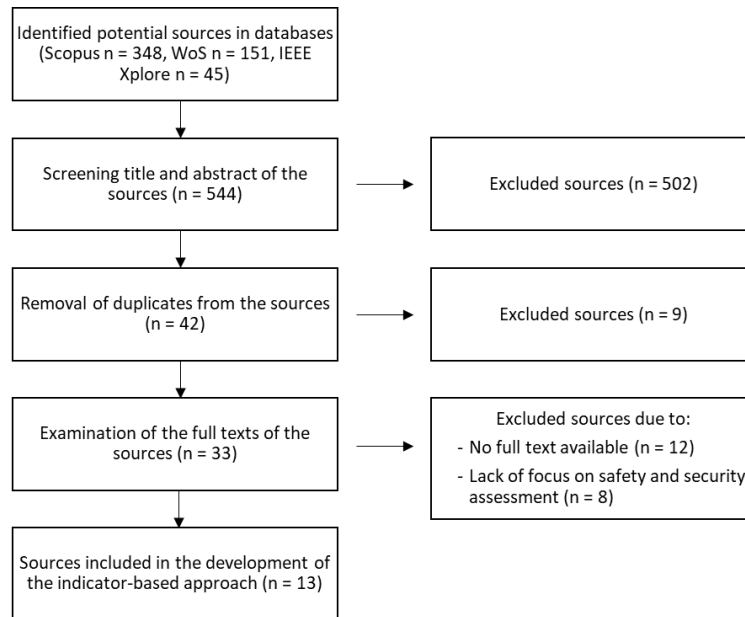 Identified potential sources in databases
(Scopus n = 348, WoS n = 151, IEEE
Xplore n = 45)
Screening title and abstract of the
sources (n = 544)
Excluded sources (n = 502)
Removal of duplicates from the sources
(n = 42)
Excluded sources (n = 9)
Examination of the full texts of the
sources (n = 33)
Excluded sources due to:
- No full text available (n = 12)
- Lack of focus on safety and security
assessment (n = 8)
Sources included in the development of
the indicator-based approach (n = 13)